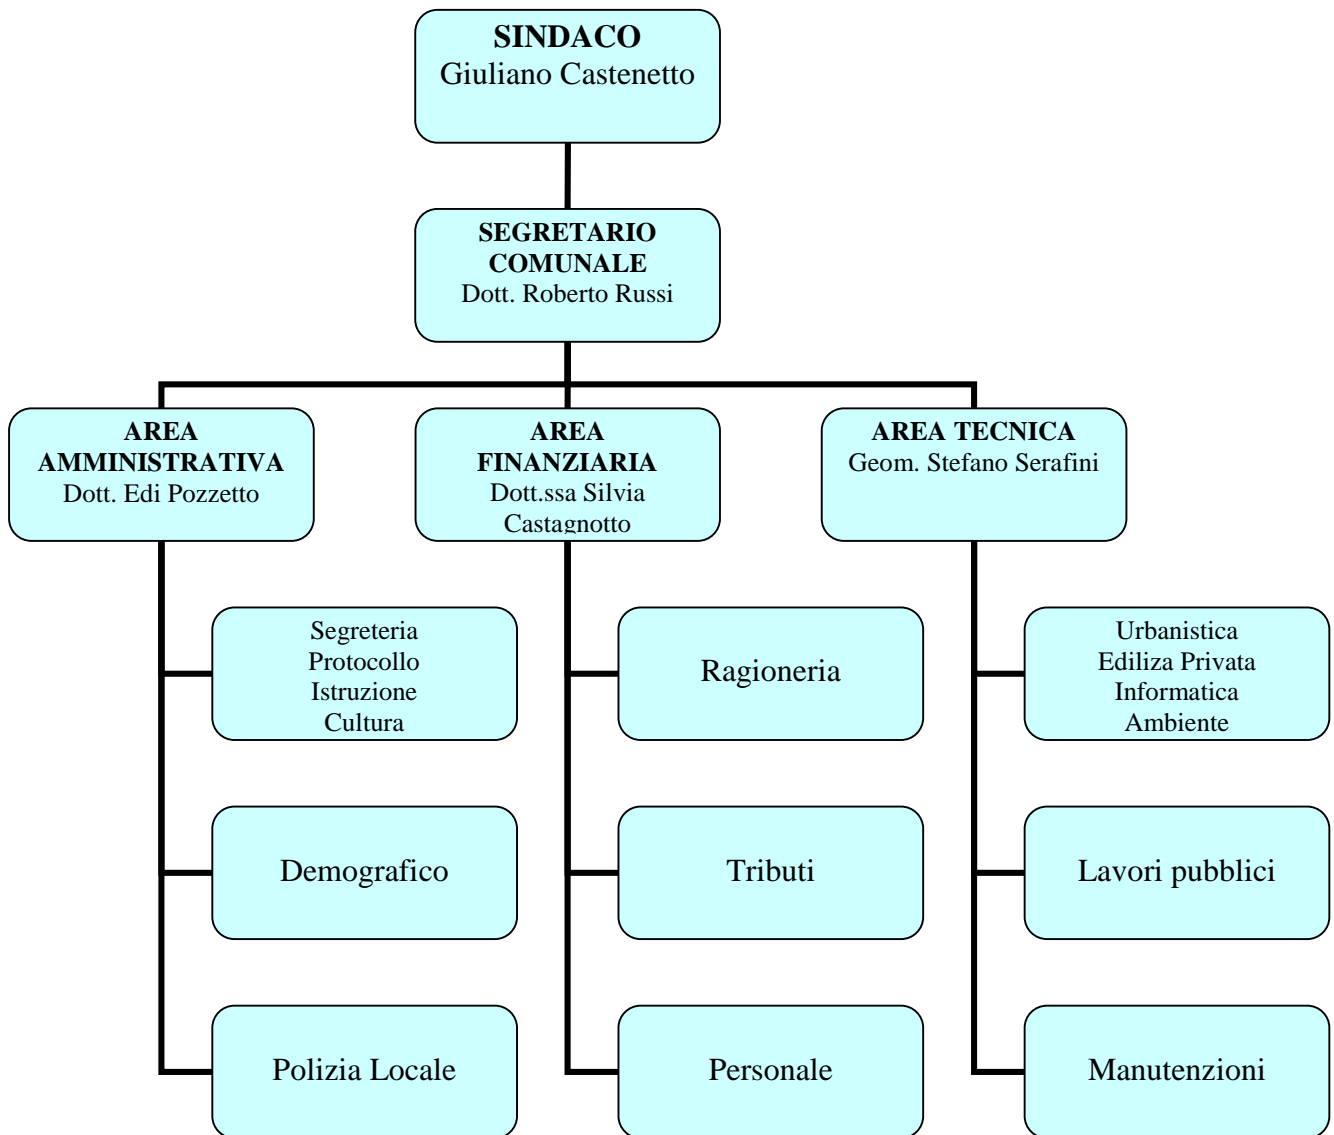 SINDACO
Giuliano Castenetto
SEGRETARIO
COMUNALE
Dott. Roberto Russi
AREA
AMMINISTRATIVA
Dott. Edi Pozzetto
AREA
FINANZIARIA
Dott.ssa Silvia
Castagnotto
AREA TECNICA
Geom. Stefano Serafini
Segreteria
Protocollo
Istruzione
Cultura
Ragioneria
Urbanistica
Ediliza Privata
Informatica
Ambiente
Demografico
Tributi
Lavori pubblici
Polizia Locale
Personale
Manutenzioni